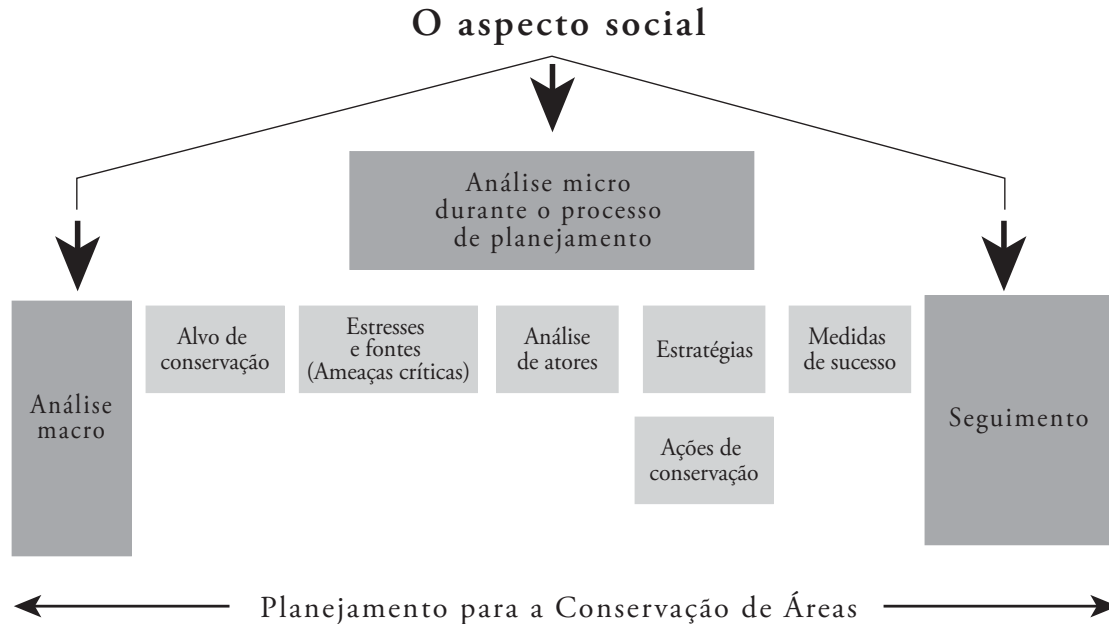 O aspecto social
Análise micro
durante o processo
de planejamento
Análise
macro
Alvo de
conservação
Estresses
e fontes
(Ameaças críticas)
Análise
de atores
Estratégias
Ações de
conservação
Medidas
de sucesso
Seguimento
Planejamento para a Conservação de Áreas